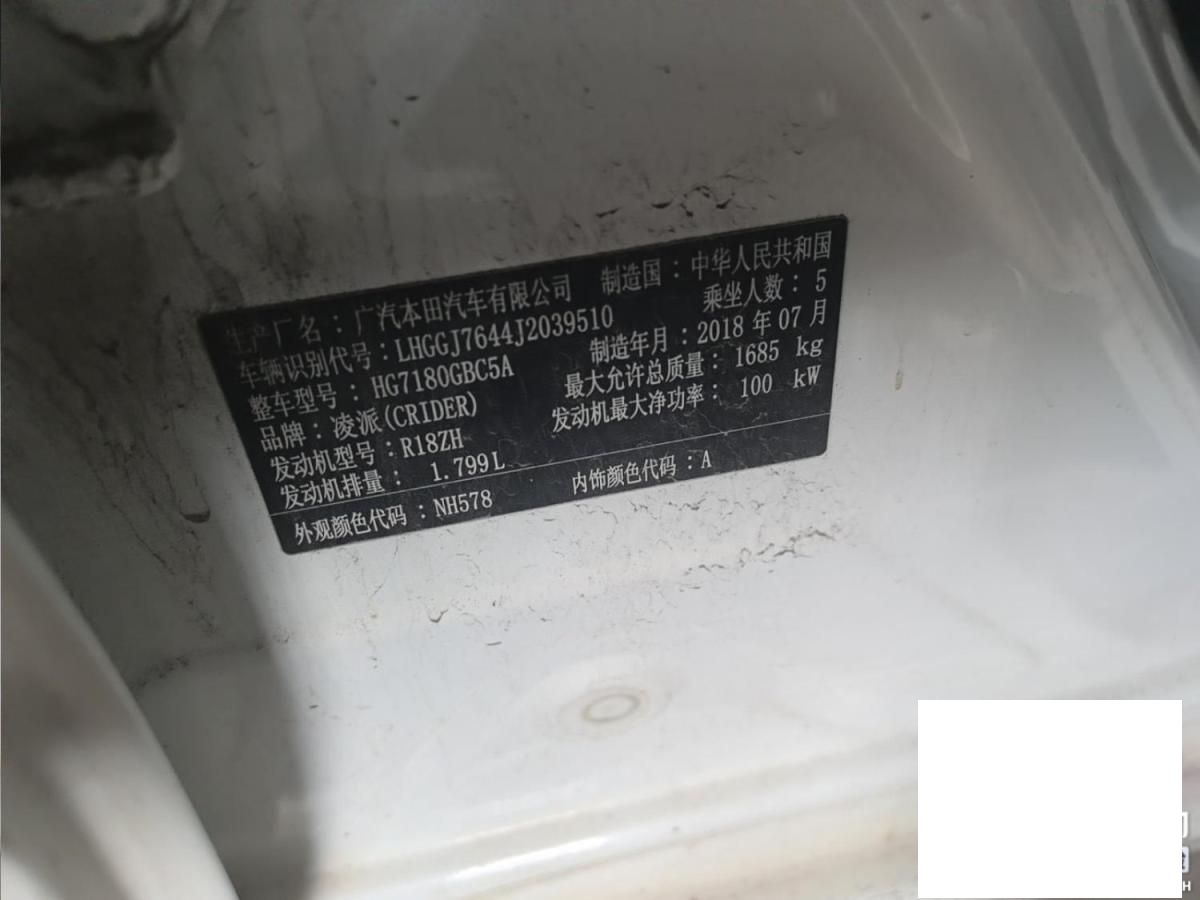 生产厂名：广汽本田汽车有限公司 制造国：中华人民共和国
车辆识别代号：LHGGJ7644J2039510 乘坐人数：5
整车型号：HG7180GBC5A 制造年月：2018年07月
品牌：凌派(CRIDER) 最大允许总质量：1685 kg
发动机型号：R18ZH 发动机最大净功率：100 kW
发动机排量：1.799L
外观颜色代码：NH578 内饰颜色代码：A